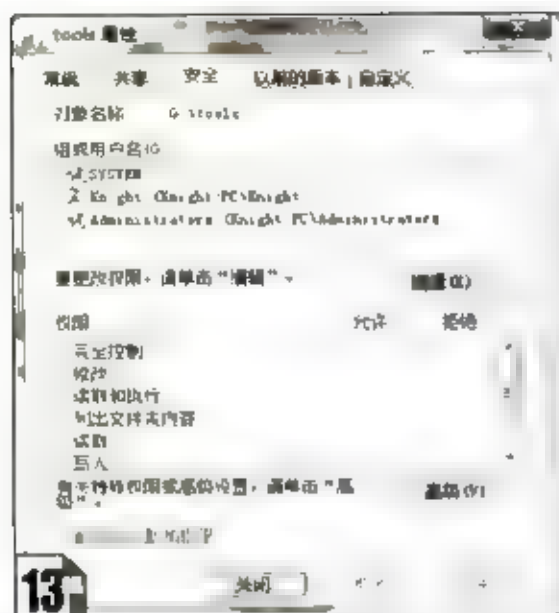 tools 属性
常规 共享 安全 以前的版本 自定义
对象名称 G:\tools
组或用户名(G)
SYSTEM
Knight (Knight-PC\Knight
Administrators (Knight-PC\Administrators
要更改权限，请单击“编辑”。 编辑(E)
权限 允许 拒绝
完全控制
修改
读取和执行
列出文件夹内容
读取
写入
有关特殊权限或高级设置，请单击“高级”。 高级(V)
关闭
13